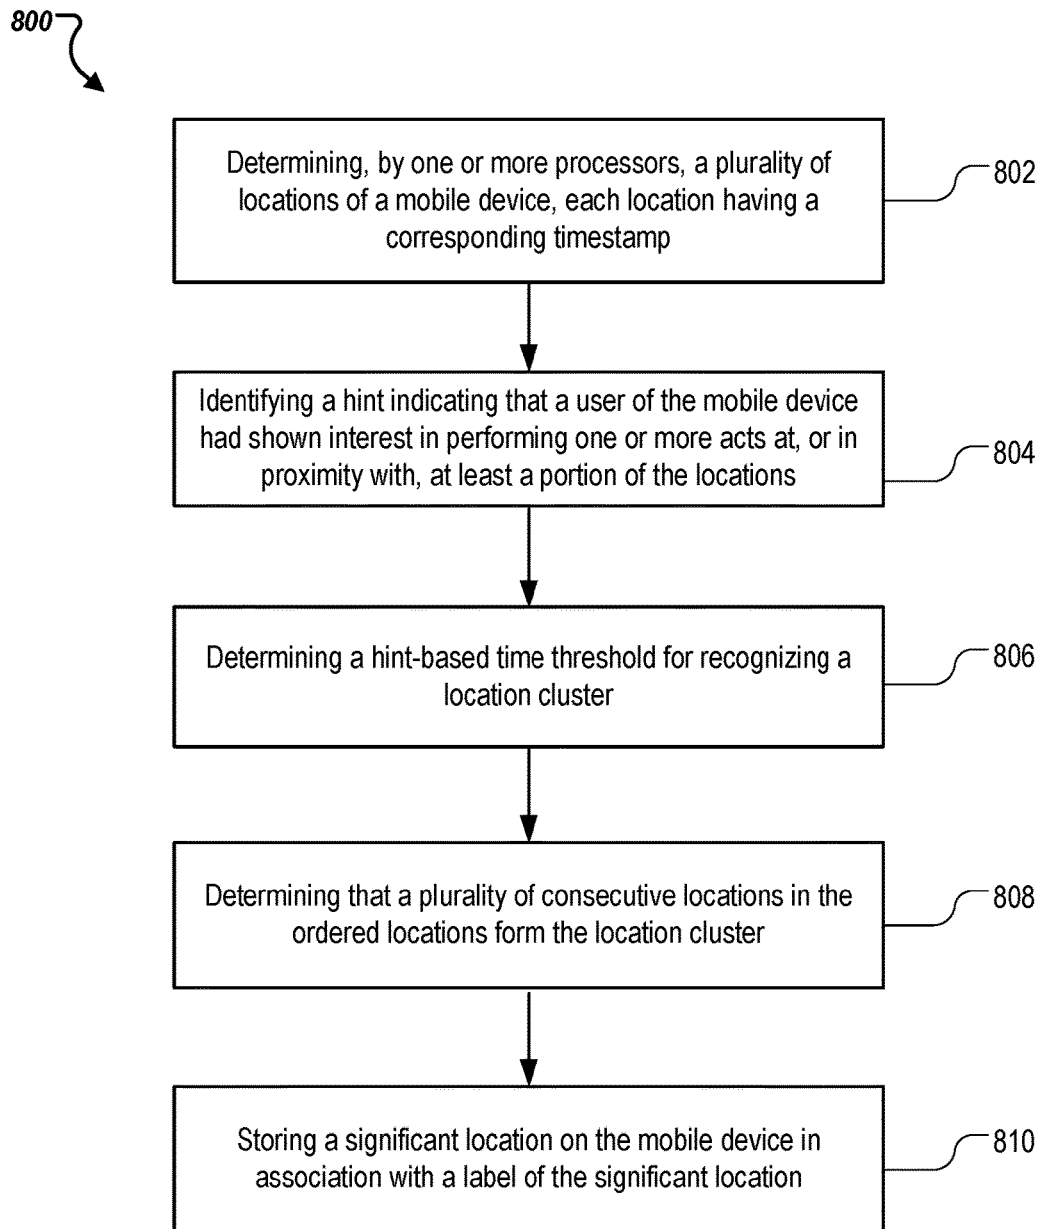 800
Determining, by one or more processors, a plurality of
locations of a mobile device, each location having a
corresponding timestamp
802
Identifying a hint indicating that a user of the mobile device
had shown interest in performing one or more acts at, or in
proximity with, at least a portion of the locations
804
Determining a hint-based time threshold for recognizing a
location cluster
806
Determining that a plurality of consecutive locations in the
ordered locations form the location cluster
808
Storing a significant location on the mobile device in
association with a label of the significant location
810